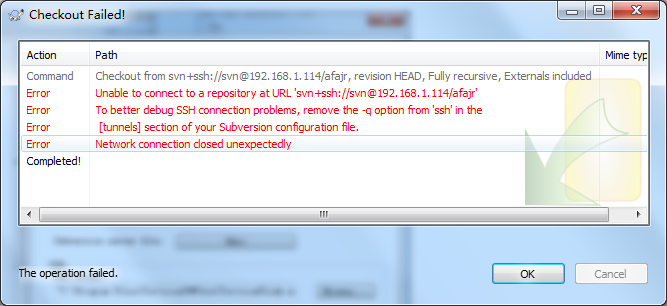 Checkout Failed!
Action Path Mime typ
Command Checkout from svn+ssh://svn@192.168.1.114/afajr, revision HEAD, Fully recursive, Externals included
Error Unable to connect to a repository at URL 'svn+ssh://svn@192.168.1.114/afajr'
Error To better debug SSH connection problems, remove the -q option from 'ssh' in the
Error [tunnels] section of your Subversion configuration file.
Error Network connection closed unexpectedly
Completed!
The operation failed.
OK
Cancel